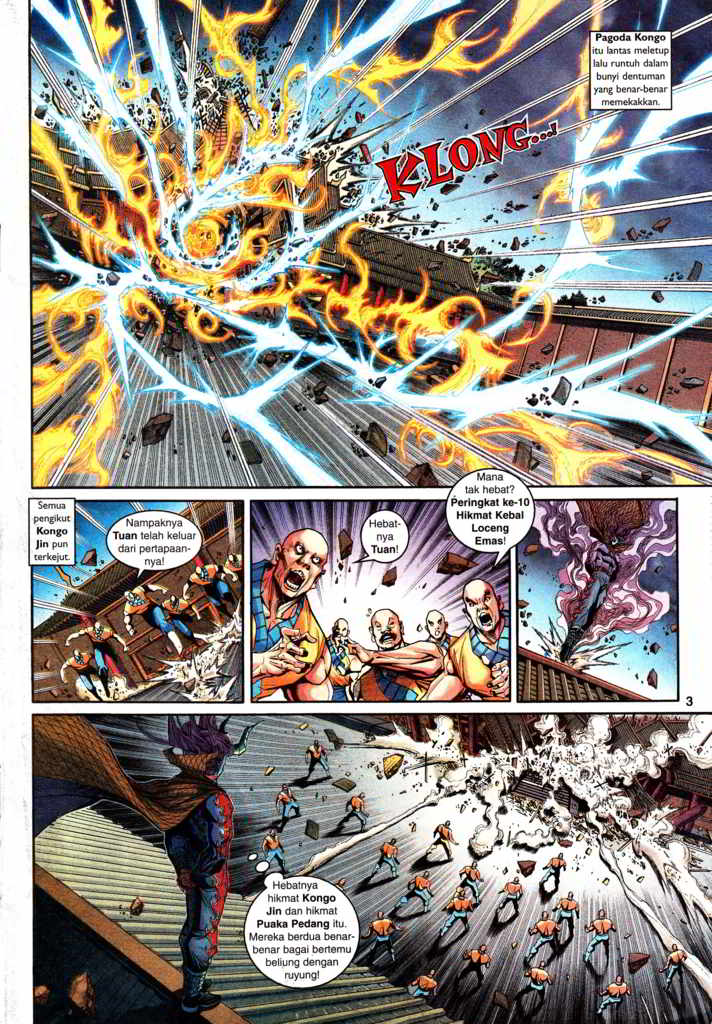 Pagoda Kongo
itu lantas meletup
lalu runtuh dalam
bunyi dentuman
yang benar-benar
memekakkan.
KLONG...!
Semua
pengikut
Kongo
Jin pun
terkejut.
Nampaknya
Tuan telah keluar
dari pertapaan-
nya!
Hebat-
nya
Tuan!
Mana
tak hebat?
Peringkat ke-10
Hikmat Kebal
Loceng
Emas!
3
Hebatnya
hikmat Kongo
Jin dan hikmat
Puaka Pedang itu.
Mereka berdua benar-
benar bagai bertemu
beliung dengan
ruyung!